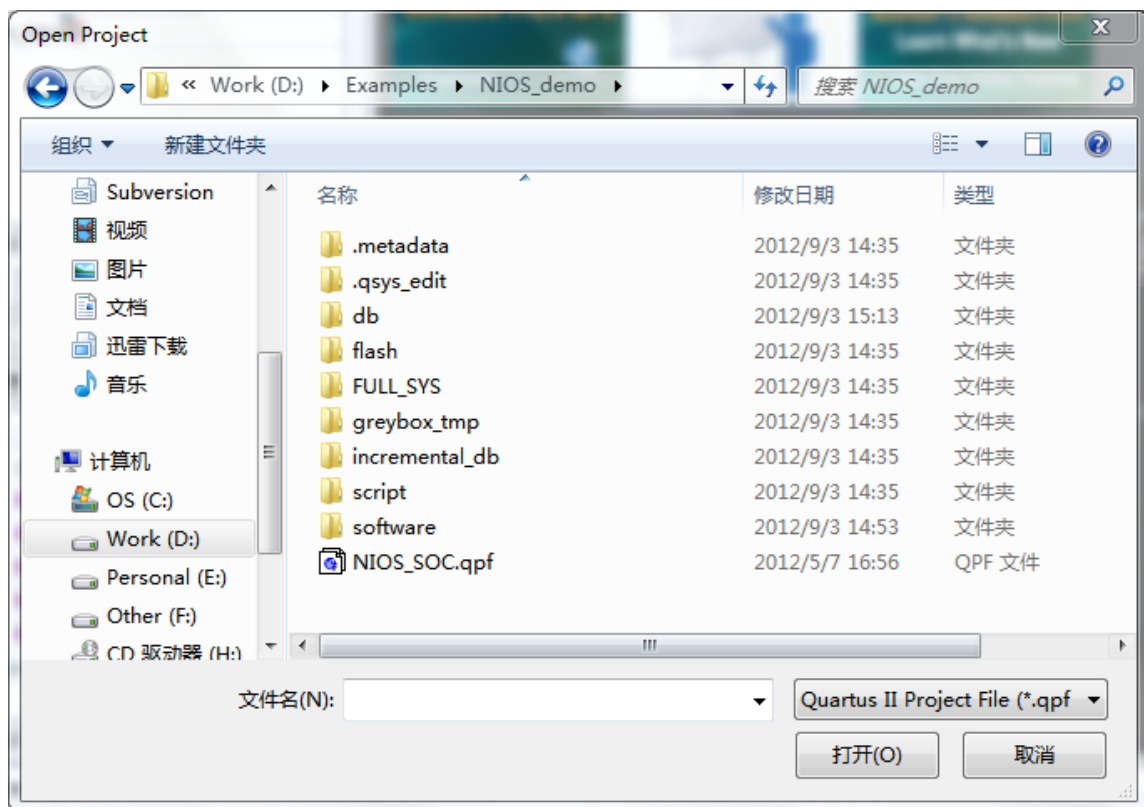 Open Project
« Work (D:) ▸ Examples ▸ NIOS_demo ▸
搜索 NIOS_demo
组织 新建文件夹
Subversion
视频
图片
文档
迅雷下载
音乐
计算机
OS (C:)
Work (D:)
Personal (E:)
Other (F:)
CD 驱动器 (H:)
名称 修改日期 类型
.metadata 2012/9/3 14:35 文件夹
.qsys_edit 2012/9/3 14:35 文件夹
db 2012/9/3 15:13 文件夹
flash 2012/9/3 14:35 文件夹
FULL_SYS 2012/9/3 14:35 文件夹
greybox_tmp 2012/9/3 14:35 文件夹
incremental_db 2012/9/3 14:35 文件夹
script 2012/9/3 14:35 文件夹
software 2012/9/3 14:53 文件夹
NIOS_SOC.qpf 2012/5/7 16:56 QPF 文件
文件名(N):
Quartus II Project File (*.qpf
打开(O) 取消